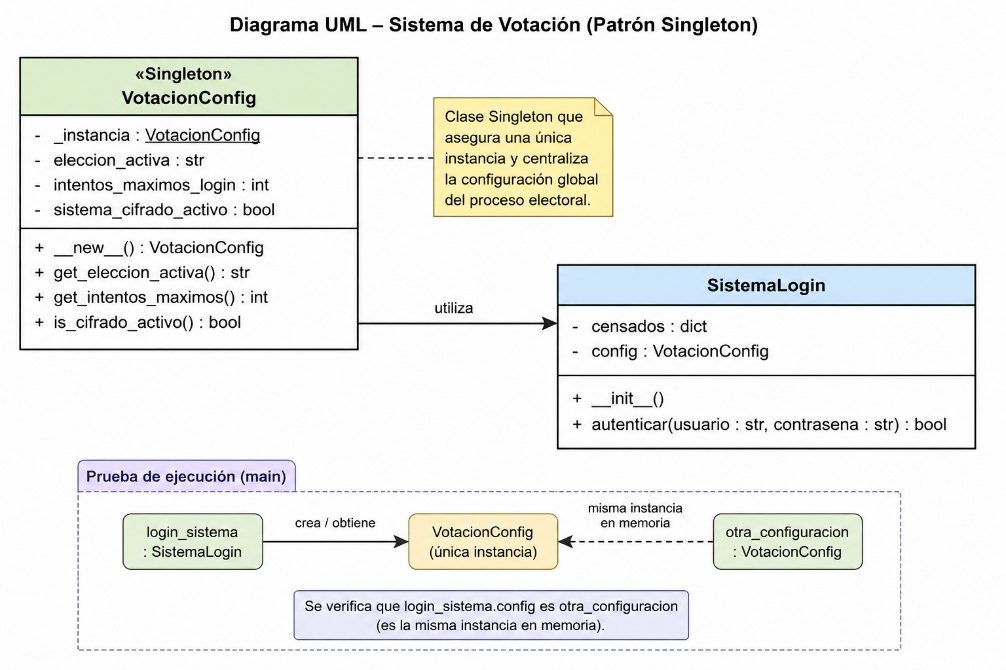 Diagrama UML – Sistema de Votación (Patrón Singleton)
«Singleton»
VotacionConfig
- _instancia : VotacionConfig
- eleccion_activa : str
- intentos_maximos_login : int
- sistema_cifrado_activo : bool
+ __new__() : VotacionConfig
+ get_eleccion_activa() : str
+ get_intentos_maximos() : int
+ is_cifrado_activo() : bool
Clase Singleton que
asegura una única
instancia y centraliza
la configuración global
del proceso electoral.
utiliza
SistemaLogin
- censados : dict
- config : VotacionConfig
+ __init__()
+ autenticar(usuario : str, contrasena : str) : bool
Prueba de ejecución (main)
login_sistema
: SistemaLogin
crea / obtiene
VotacionConfig
(única instancia)
misma instancia
en memoria
otra_configuracion
: VotacionConfig
Se verifica que login_sistema.config es otra_configuracion
(es la misma instancia en memoria).